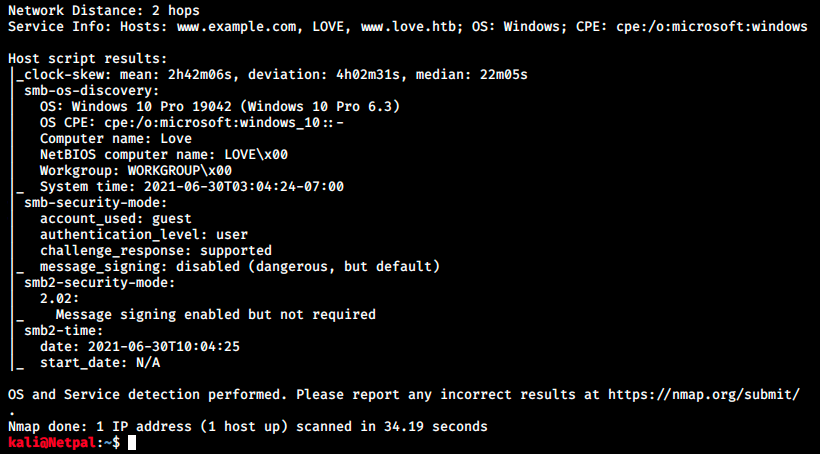 Network Distance: 2 hops
Service Info: Hosts: www.example.com, LOVE, www.love.htb; OS: Windows; CPE: cpe:/o:microsoft:windows
Host script results:
|_clock-skew: mean: 2h42m06s, deviation: 4h02m31s, median: 22m05s
| smb-os-discovery:
|   OS: Windows 10 Pro 19042 (Windows 10 Pro 6.3)
|   OS CPE: cpe:/o:microsoft:windows_10::-
|   Computer name: Love
|   NetBIOS computer name: LOVE\x00
|   Workgroup: WORKGROUP\x00
|_  System time: 2021-06-30T03:04:24-07:00
| smb-security-mode:
|   account_used: guest
|   authentication_level: user
|   challenge_response: supported
|_  message_signing: disabled (dangerous, but default)
| smb2-security-mode:
|   2.02:
|_    Message signing enabled but not required
| smb2-time:
|   date: 2021-06-30T10:04:25
|_  start_date: N/A
OS and Service detection performed. Please report any incorrect results at https://nmap.org/submit/
.
Nmap done: 1 IP address (1 host up) scanned in 34.19 seconds
kali@Netpal:~$